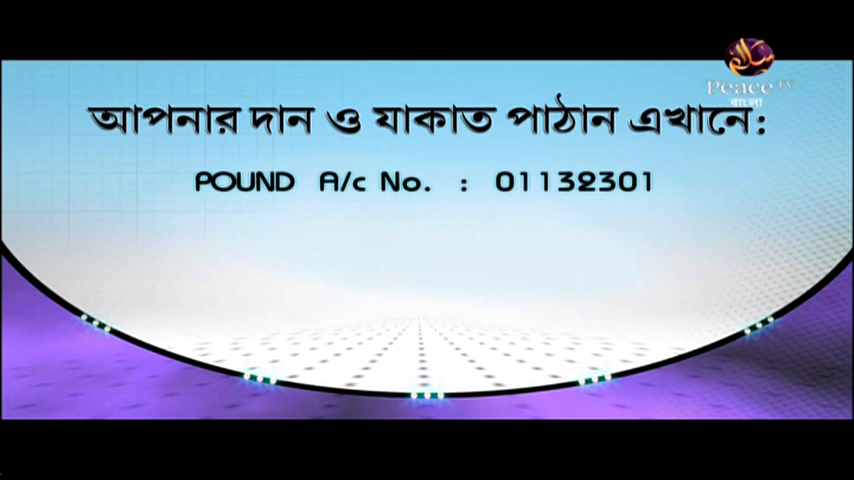 Peace TV
বাংলা
আপনার দান ও যাকাত পাঠান এখানে:
POUND A/c No. : 01132301